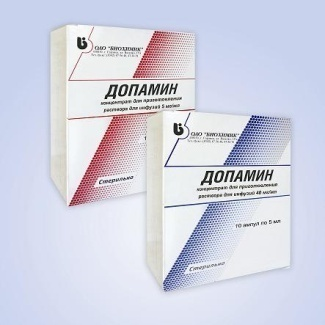 ОАО "БИОХИМИК"
ДОПАМИН
концентрат для приготовления
раствора для инфузий 5 мг/мл
Стерильно
ОАО "БИОХИМИК"
ДОПАМИН
концентрат для приготовления
раствора для инфузий 40 мг/мл
10 ампул по 5 мл
Стерильно